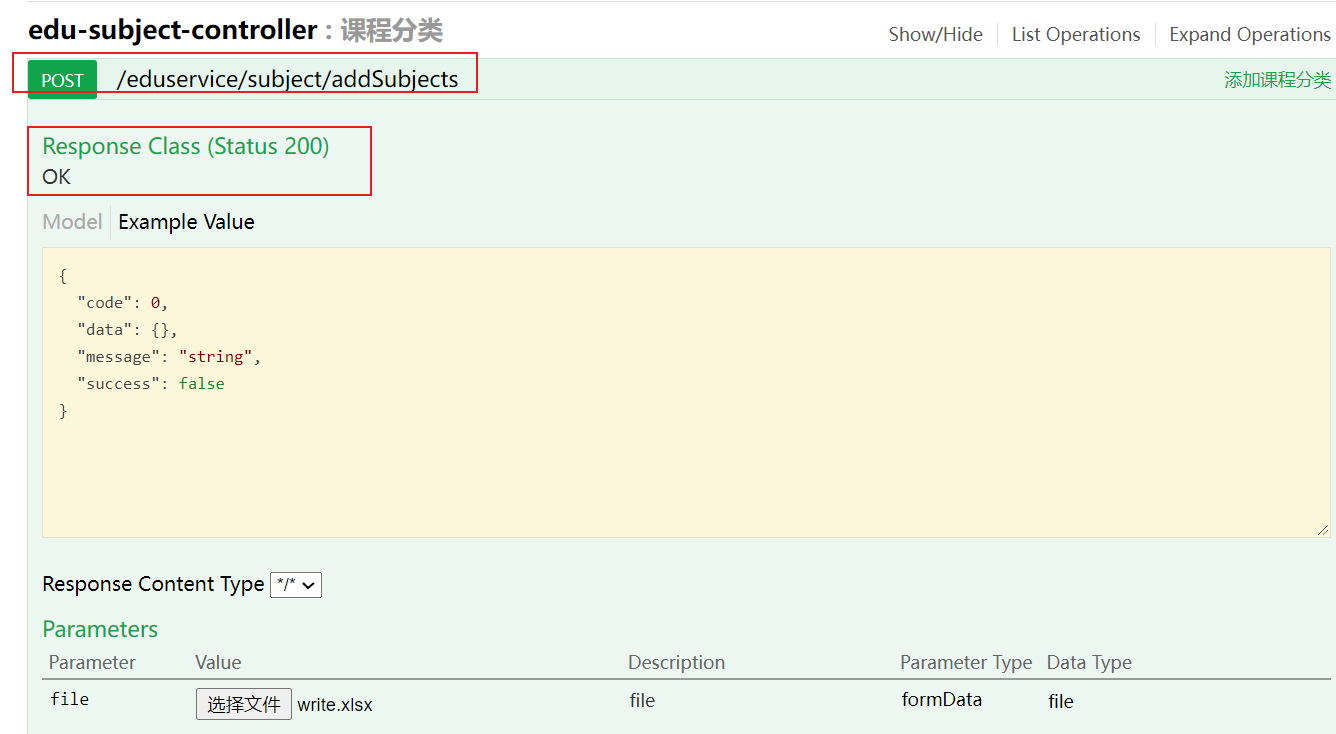 edu-subject-controller : 课程分类
Show/Hide List Operations Expand Operations
POST /eduservice/subject/addSubjects 添加课程分类
Response Class (Status 200)
OK
Model Example Value
{
"code": 0,
"data": {},
"message": "string",
"success": false
}
Response Content Type */*
Parameters
Parameter Value Description Parameter Type Data Type
file 选择文件 write.xlsx file formData file